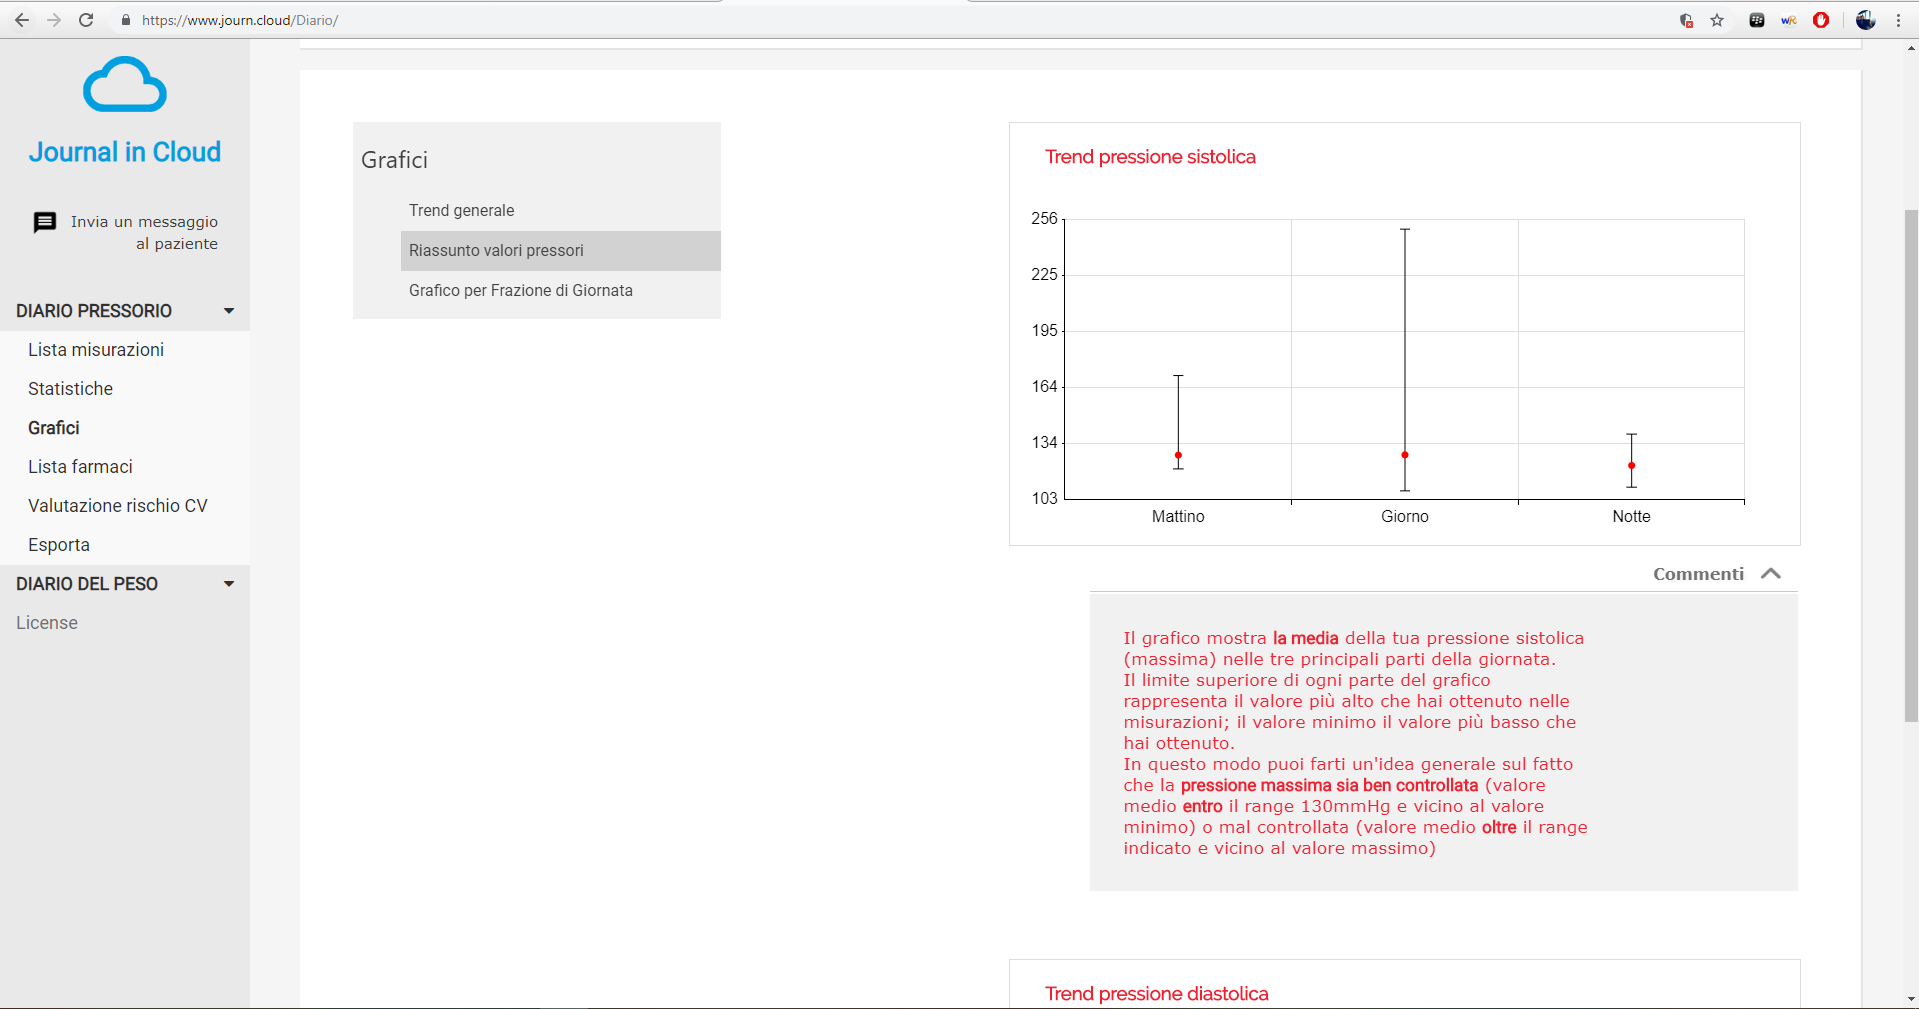 https://www.journ.cloud/Diario/
Journal in Cloud
Invia un messaggio
al paziente
DIARIO PRESSORIO
Lista misurazioni
Statistiche
Grafici
Lista farmaci
Valutazione rischio CV
Esporta
DIARIO DEL PESO
License
Grafici
Trend generale
Riassunto valori pressori
Grafico per Frazione di Giornata
Trend pressione sistolica
256
225
195
164
134
103
Mattino Giorno Notte
Commenti
Il grafico mostra la media della tua pressione sistolica
(massima) nelle tre principali parti della giornata.
Il limite superiore di ogni parte del grafico
rappresenta il valore più alto che hai ottenuto nelle
misurazioni; il valore minimo il valore più basso che
hai ottenuto.
In questo modo puoi farti un'idea generale sul fatto
che la pressione massima sia ben controllata (valore
medio entro il range 130mmHg e vicino al valore
minimo) o mal controllata (valore medio oltre il range
indicato e vicino al valore massimo)
Trend pressione diastolica